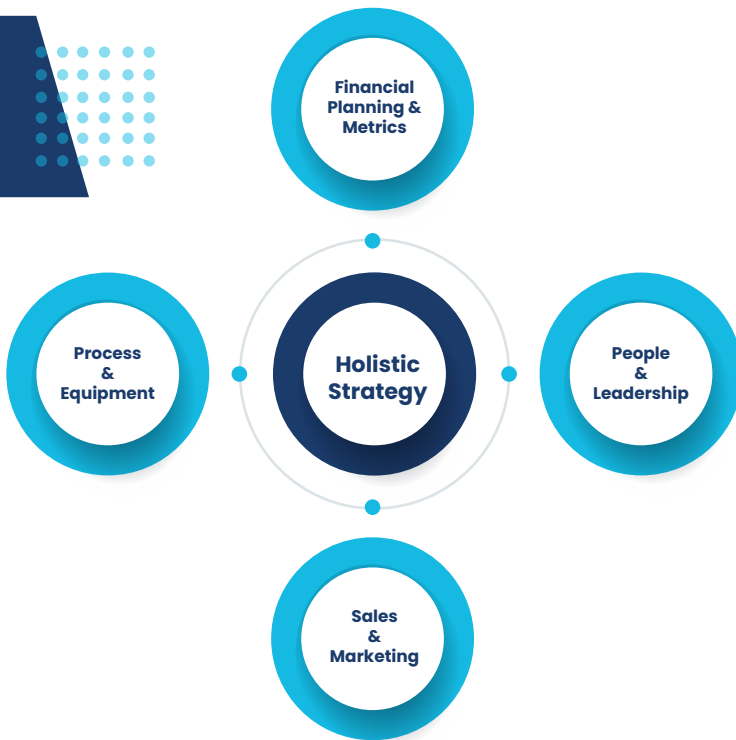 Financial
Planning &
Metrics
Process
&
Equipment
Holistic
Strategy
People
&
Leadership
Sales
&
Marketing